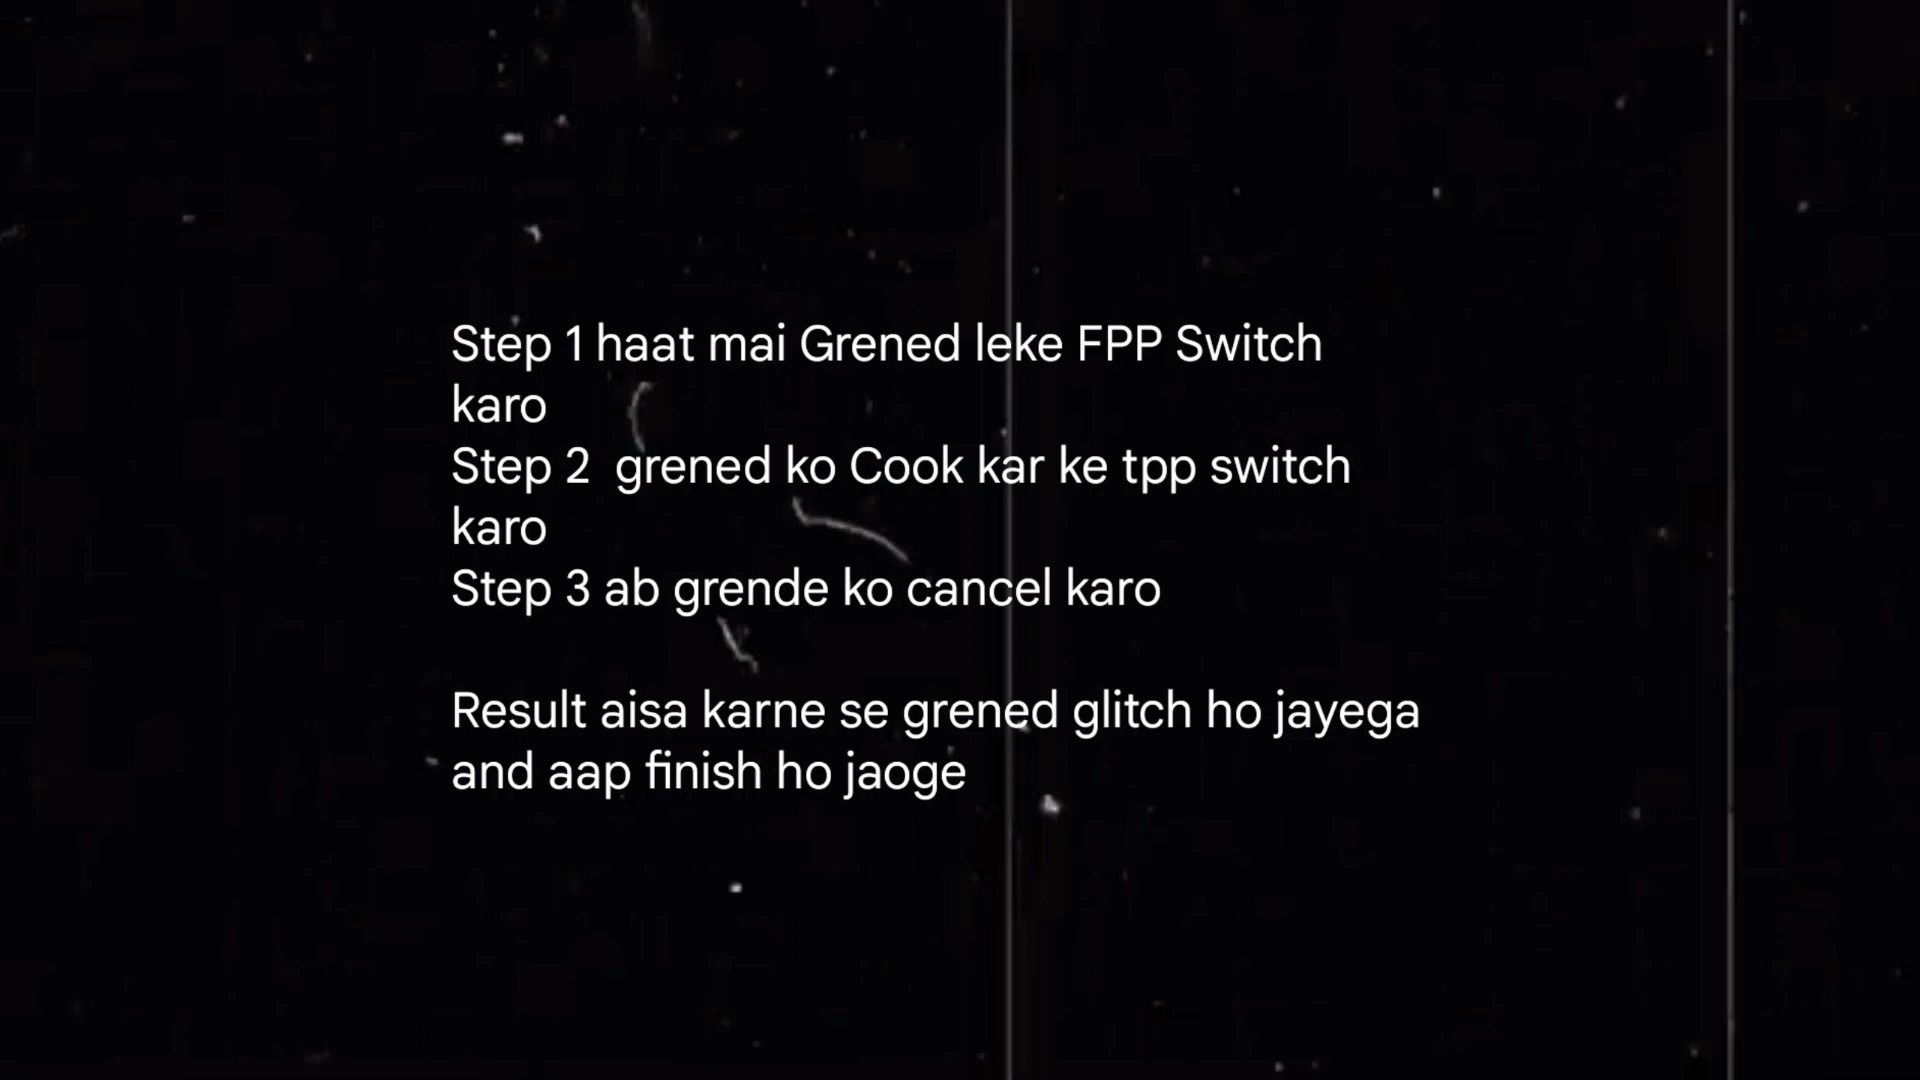 Step 1 haat mai Grened leke FPP Switch
karo
Step 2  grened ko Cook kar ke tpp switch
karo
Step 3 ab grende ko cancel karo
Result aisa karne se grened glitch ho jayega
and aap finish ho jaoge